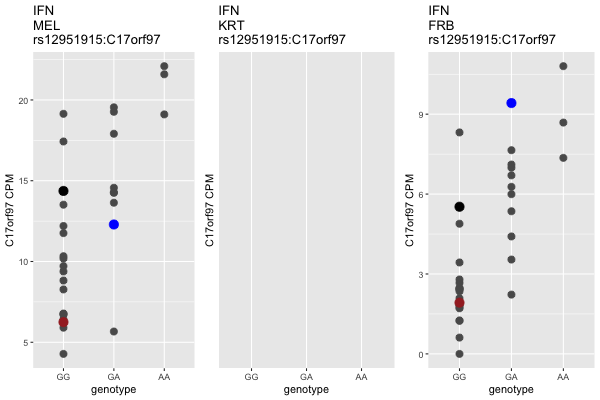 IFN
MEL
rs12951915:C17orf97
C17orf97 CPM
20
15
10
5
GG GA AA
genotype
IFN
KRT
rs12951915:C17orf97
C17orf97 CPM
GG GA AA
genotype
IFN
FRB
rs12951915:C17orf97
C17orf97 CPM
9
6
3
0
GG GA AA
genotype